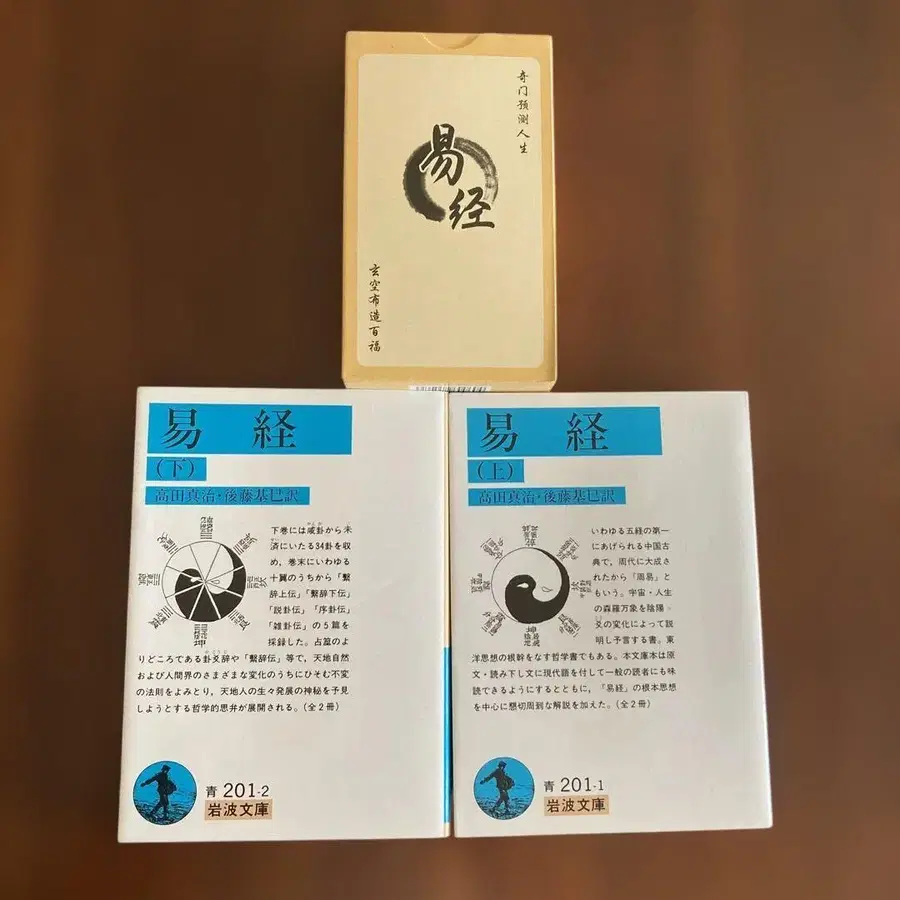 奇门预测人生
易
经
玄空布造百福
易経
(下)
高田真治・後藤基巳訳
下巻には咸卦から未
済にいたる34卦を収
め，巻末にいわゆる
十翼のうちから「繫
辞上伝」「繫辞下伝」
「説卦伝」「序卦伝」
「雑卦伝」の5篇を
採録した。占筮のよ
りどころである卦爻辞や「繫辞伝」等で，天地自然
および人間界のさまざまな変化のうちにひそむ不変
の法則をよみとり，天地人の生々発展の神秘を予見
しようとする哲学的思弁が展開される。(全2冊)
青 201-2
岩波文庫
易経
(上)
高田真治・後藤基巳訳
いわゆる五経の第一
にあげられる中国古
典で，周代に大成さ
れたから「周易」と
もいう。宇宙・人生
の森羅万象を陰陽二
爻の変化によって説
明し予言する書。東
洋思想の根幹をなす哲学書でもある。本文庫本は原
文・読み下し文に現代語を付して一般の読者にも味
読できるようにするとともに，「易経」の根本思想
を中心に懇切周到な解説を加えた。(全2冊)
青 201-1
岩波文庫